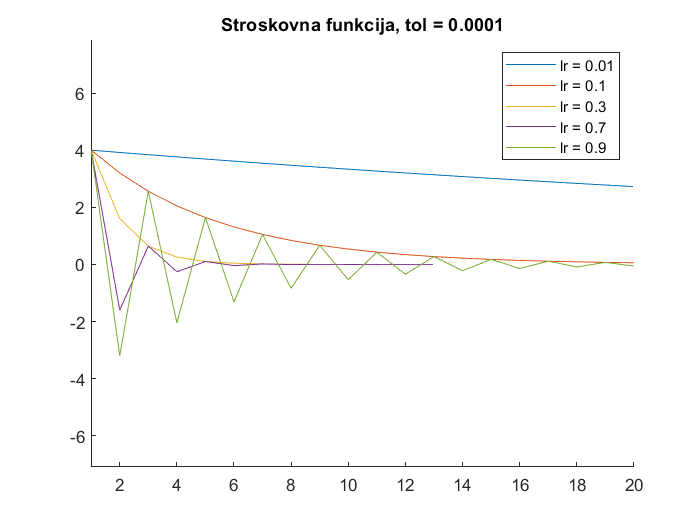 Stroskovna funkcija, tol = 0.0001
lr = 0.01
lr = 0.1
lr = 0.3
lr = 0.7
lr = 0.9
6
4
2
0
-2
-4
-6
2 4 6 8 10 12 14 16 18 20